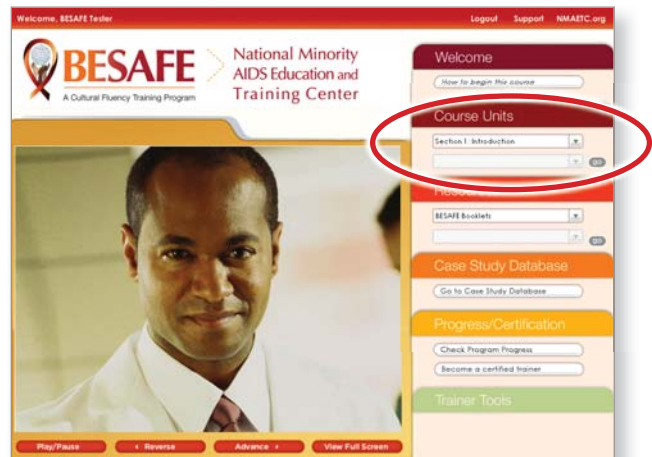 Welcome, BESAFE Tester
Logout Support NMAETC.org
BESAFE
A Cultural Fluency Training Program
National Minority
AIDS Education and
Training Center
Welcome
How to begin this course
Course Units
Section 1: Introduction
go
BESAFE Booklets
go
Case Study Database
Go to Case Study Database
Progress/Certification
Check Program Progress
Become a certified trainer
Trainer Tools
Play/Pause
Reverse
Advance
View Full Screen